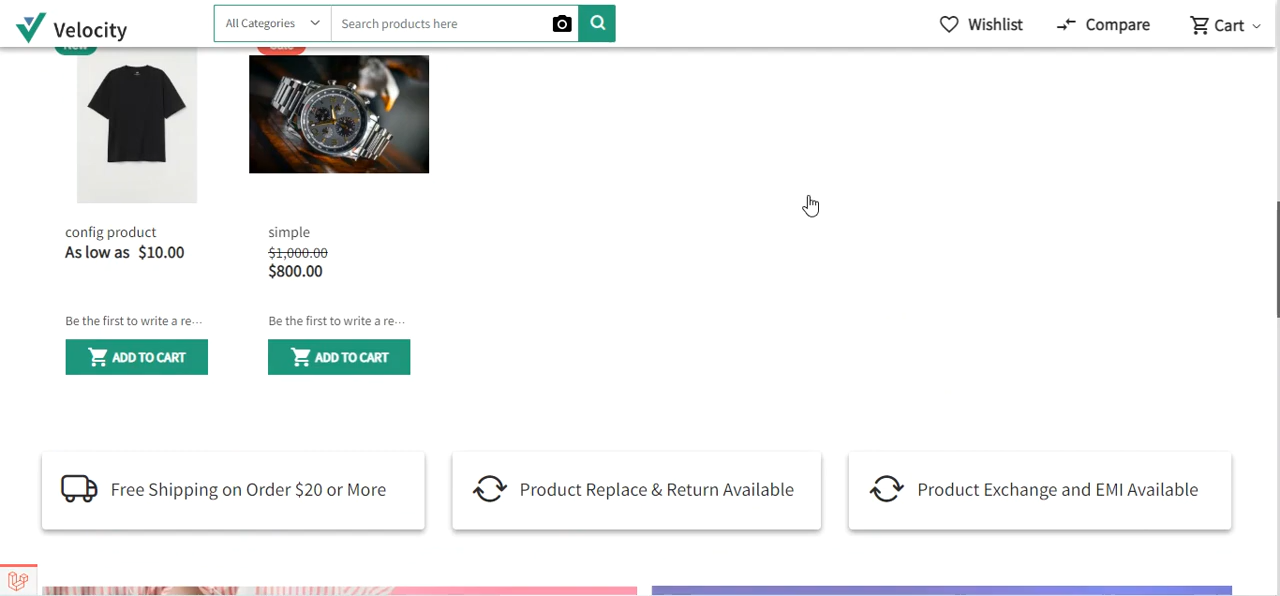 Velocity
All Categories
Search products here
Wishlist
Compare
Cart
New
Sale
config product
As low as $10.00
simple
$1,000.00
$800.00
Be the first to write a re...
Be the first to write a re...
ADD TO CART
ADD TO CART
Free Shipping on Order $20 or More
Product Replace & Return Available
Product Exchange and EMI Available